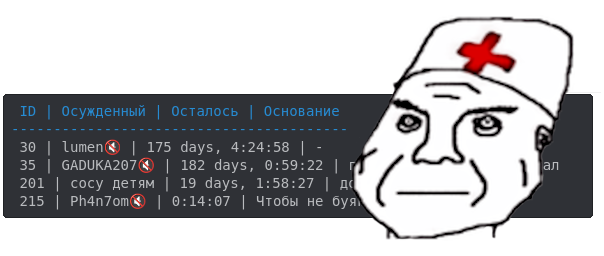 ID | Осужденный | Осталось | Основание
-----------------------------------------
30 | lumen🔇 | 175 days, 4:24:58 | -
35 | GADUKA207🔇 | 182 days, 0:59:22 |
201 | сосу детям | 19 days, 1:58:27 |
215 | Ph4n7om🔇 | 0:14:07 | Чтобы не